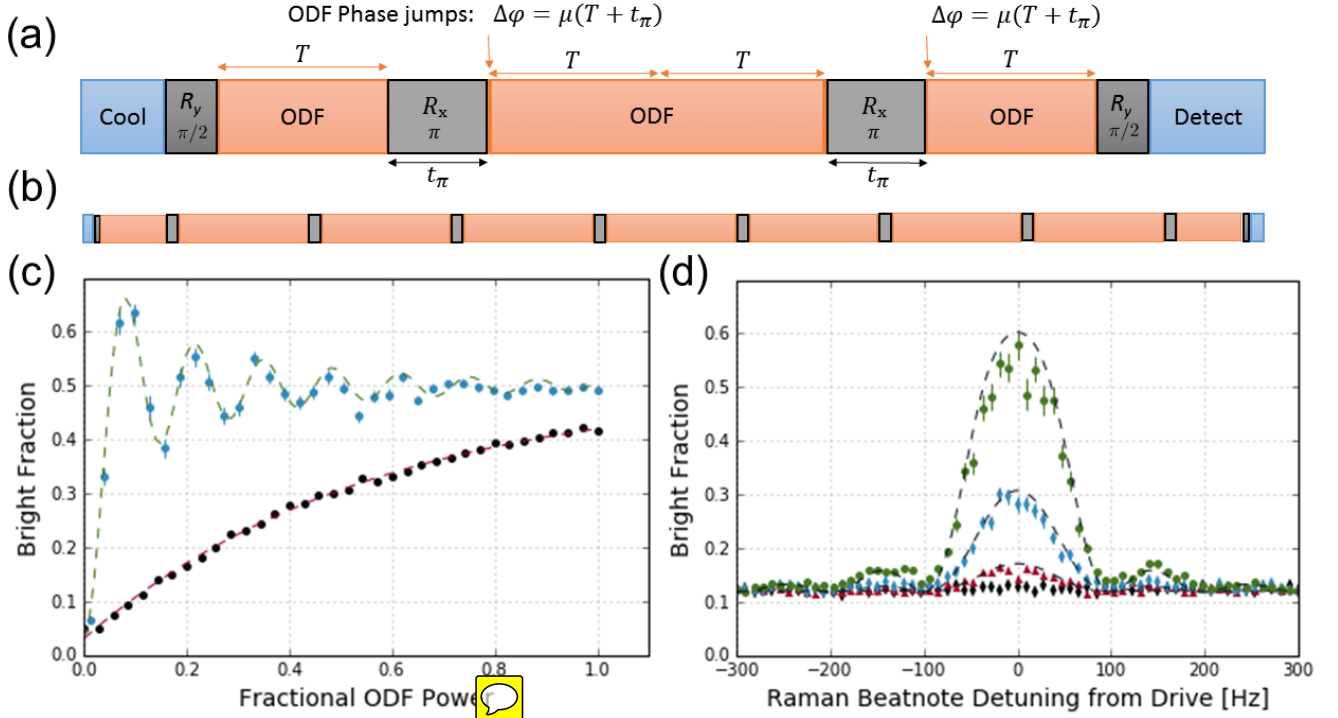 ODF Phase jumps: Δφ = μ(T + tπ) Δφ = μ(T + tπ)
(a)
T T T T
Cool Ry π/2 ODF Rx π ODF Rx π ODF Ry π/2 Detect
tπ tπ
(b)
(c) (d)
Bright Fraction
0.6
0.5
0.4
0.3
0.2
0.1
0.0
0.0 0.2 0.4 0.6 0.8 1.0
Fractional ODF Power
Bright Fraction
0.6
0.5
0.4
0.3
0.2
0.1
0.0
−300 −200 −100 0 100 200 300
Raman Beatnote Detuning from Drive [Hz]